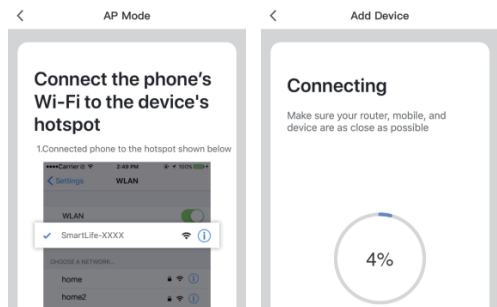 AP Mode
Connect the phone's
Wi-Fi to the device's
hotspot
1.Connected phone to the hotspot shown below
Carrier
2:49 PM
100%
Settings
WLAN
WLAN
SmartLife-XXXX
CHOOSE A NETWORK...
home
home2
Add Device
Connecting
Make sure your router, mobile, and
device are as close as possible
4%